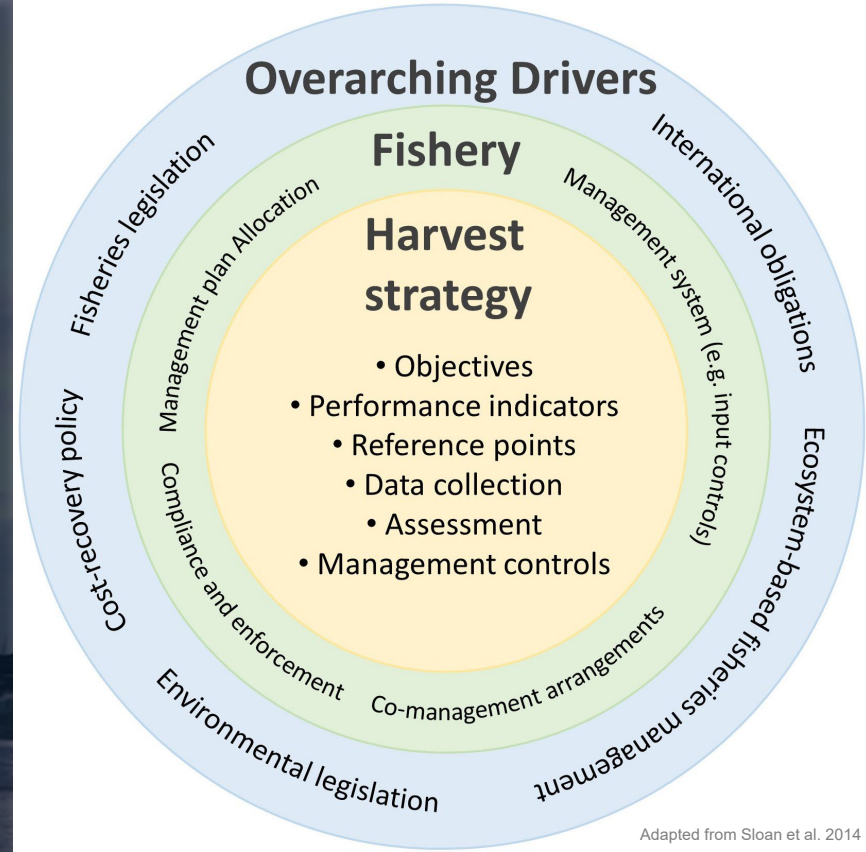 Overarching Drivers
Fisheries legislation
International obligations
Cost-recovery policy
Ecosystem-based fisheries management
Environmental legislation
Fishery
Management plan Allocation
Management system (e.g. input controls)
Compliance and enforcement
Co-management arrangements
Harvest
strategy
• Objectives
• Performance indicators
• Reference points
• Data collection
• Assessment
• Management controls
Adapted from Sloan et al. 2014